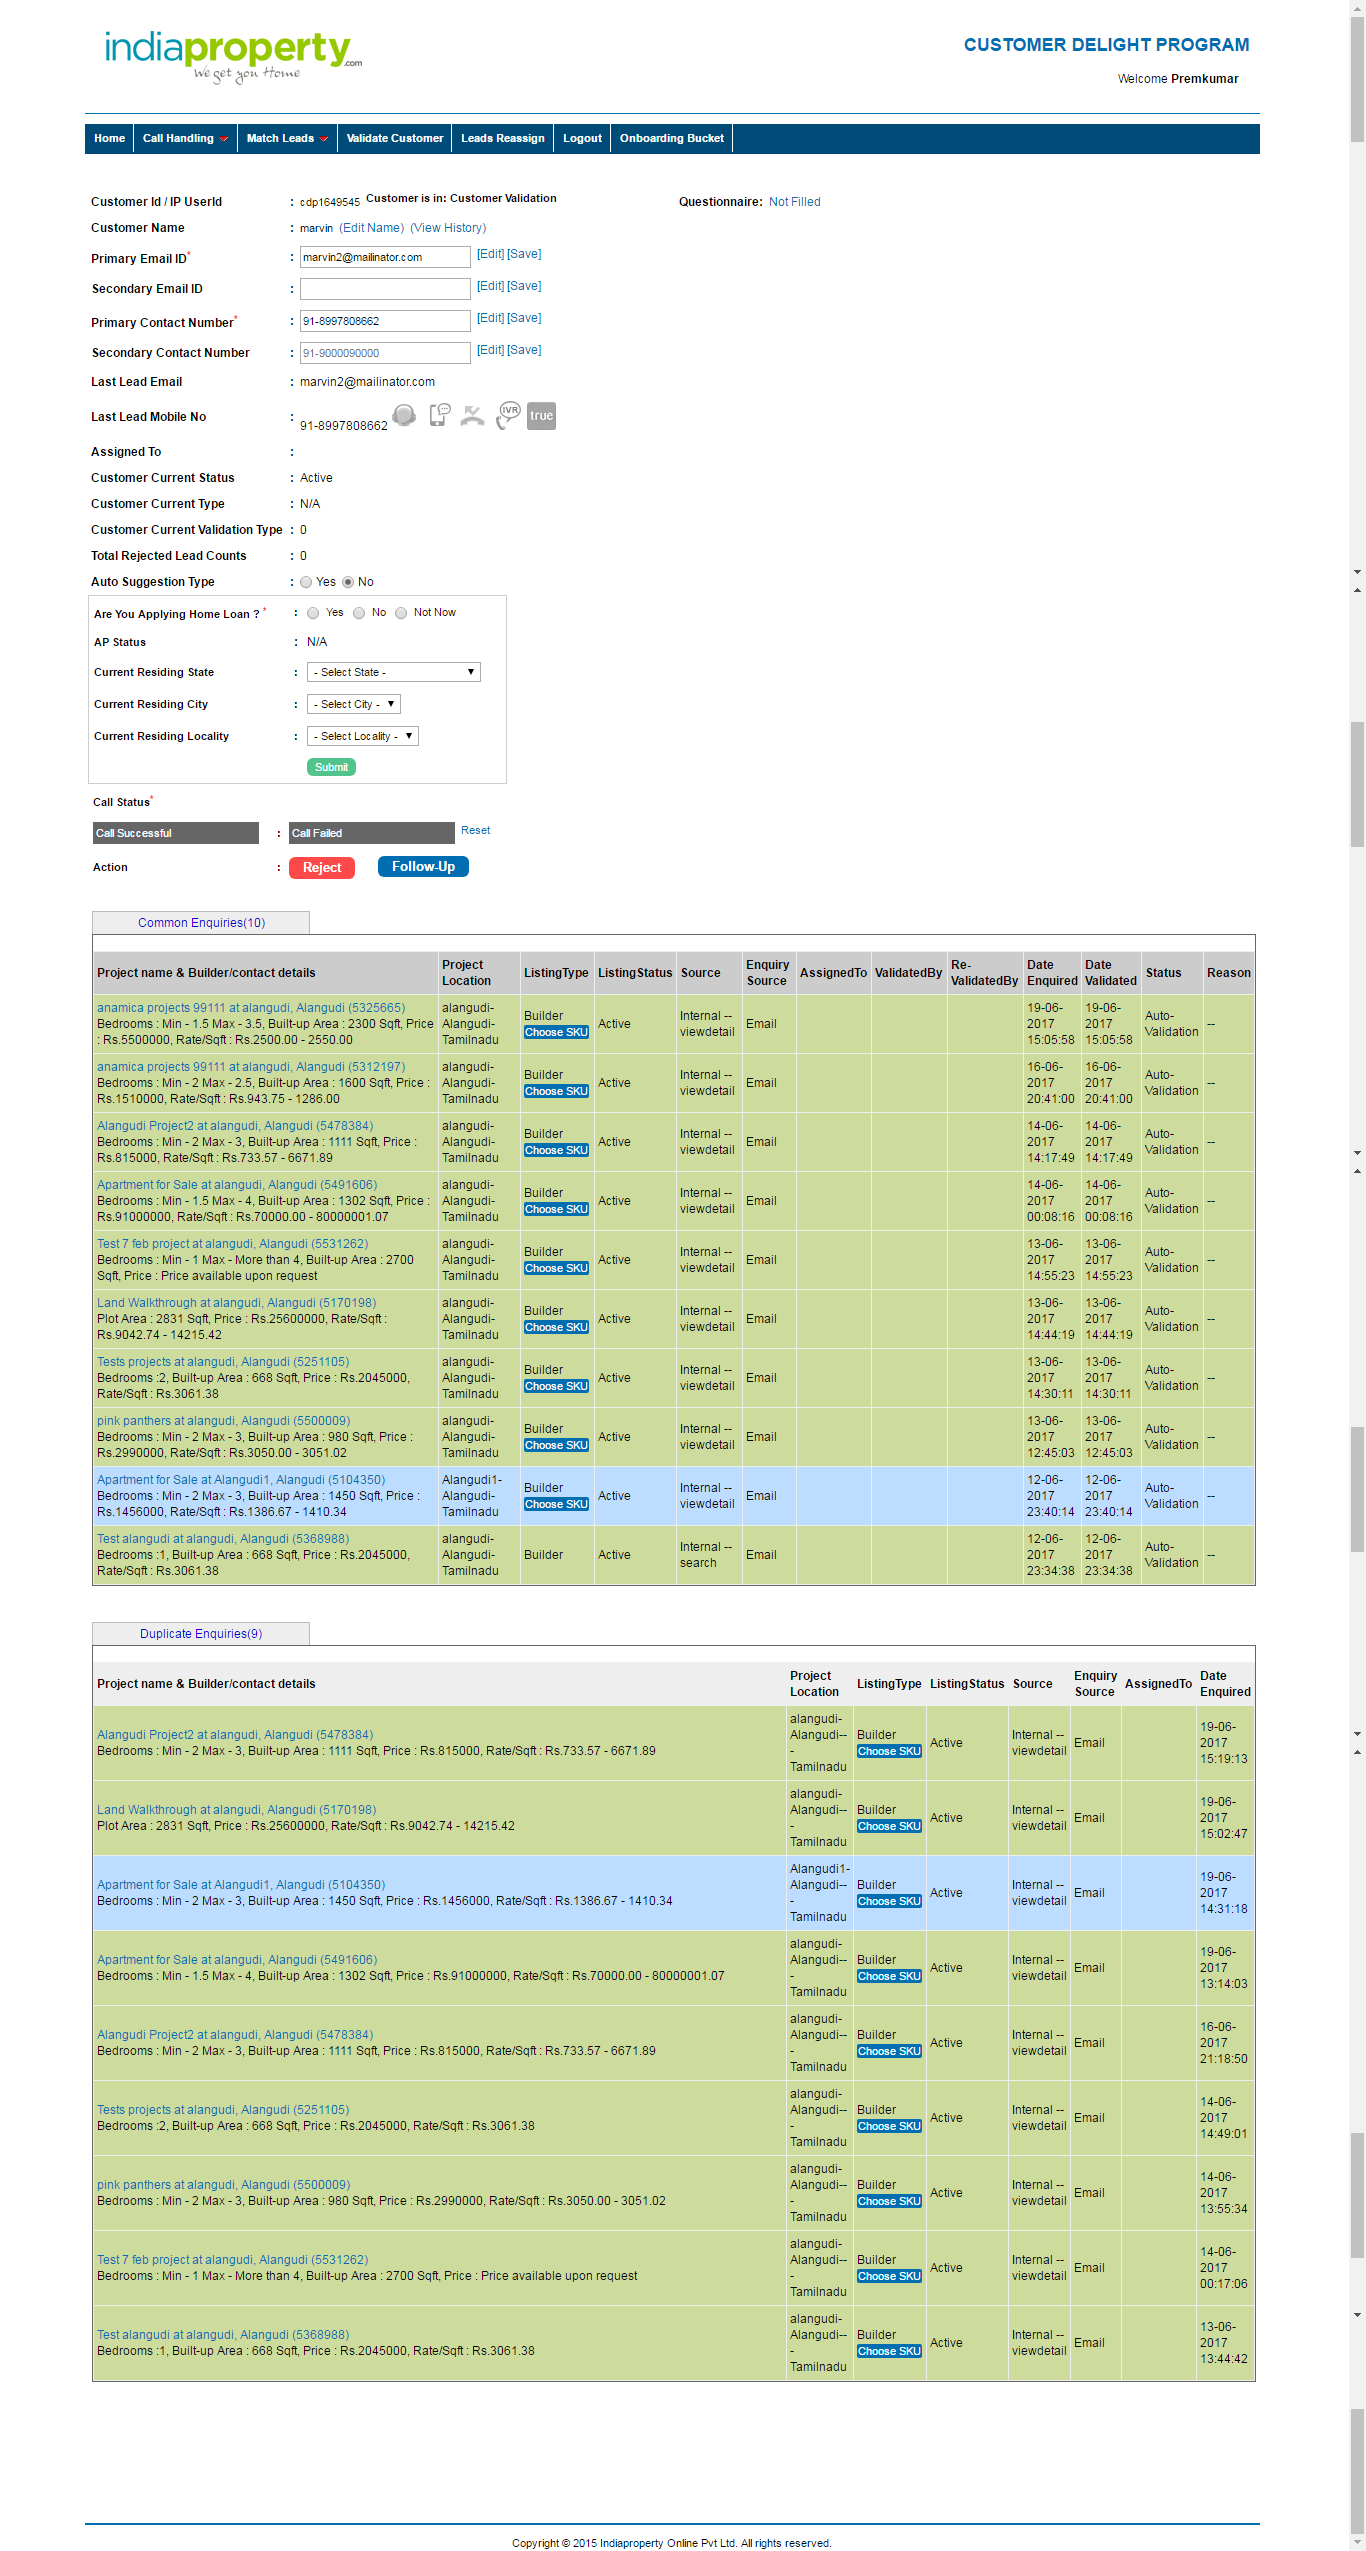 indiaproperty.com
We get you Home
CUSTOMER DELIGHT PROGRAM
Welcome Premkumar
Home Call Handling Match Leads Validate Customer Leads Reassign Logout Onboarding Bucket
Customer Id / IP UserId : cdp1649545 Customer is in: Customer Validation Questionnaire: Not Filled
Customer Name : marvin (Edit Name) (View History)
Primary Email ID* : marvin2@mailinator.com [Edit] [Save]
Secondary Email ID : [Edit] [Save]
Primary Contact Number* : 91-8997808662 [Edit] [Save]
Secondary Contact Number : 91-9000090000 [Edit] [Save]
Last Lead Email : marvin2@mailinator.com
Last Lead Mobile No : 91-8997808662 IVR true
Assigned To :
Customer Current Status : Active
Customer Current Type : N/A
Customer Current Validation Type : 0
Total Rejected Lead Counts : 0
Auto Suggestion Type : Yes No
Are You Applying Home Loan ? * : Yes No Not Now
AP Status : N/A
Current Residing State : - Select State -
Current Residing City : - Select City -
Current Residing Locality : - Select Locality -
Submit
Call Status*
Call Successful : Call Failed Reset
Action : Reject Follow-Up
Common Enquiries(10)
Project name & Builder/contact details Project Location ListingType ListingStatus Source Enquiry Source AssignedTo ValidatedBy Re-ValidatedBy Date Enquired Date Validated Status Reason
anamica projects 99111 at alangudi, Alangudi (5325665)
Bedrooms : Min - 1.5 Max - 3.5, Built-up Area : 2300 Sqft, Price
: Rs.5500000, Rate/Sqft : Rs.2500.00 - 2550.00
alangudi-Alangudi-Tamilnadu Builder Choose SKU Active Internal -- viewdetail Email 19-06-2017 15:05:58 19-06-2017 15:05:58 Auto-Validation --
anamica projects 99111 at alangudi, Alangudi (5312197)
Bedrooms : Min - 2 Max - 2.5, Built-up Area : 1600 Sqft, Price :
Rs.1510000, Rate/Sqft : Rs.943.75 - 1286.00
alangudi-Alangudi-Tamilnadu Builder Choose SKU Active Internal -- viewdetail Email 16-06-2017 20:41:00 16-06-2017 20:41:00 Auto-Validation --
Alangudi Project2 at alangudi, Alangudi (5478384)
Bedrooms : Min - 2 Max - 3, Built-up Area : 1111 Sqft, Price :
Rs.815000, Rate/Sqft : Rs.733.57 - 6671.89
alangudi-Alangudi-Tamilnadu Builder Choose SKU Active Internal -- viewdetail Email 14-06-2017 14:17:49 14-06-2017 14:17:49 Auto-Validation --
Apartment for Sale at alangudi, Alangudi (5491606)
Bedrooms : Min - 1.5 Max - 4, Built-up Area : 1302 Sqft, Price :
Rs.91000000, Rate/Sqft : Rs.70000.00 - 80000001.07
alangudi-Alangudi-Tamilnadu Builder Choose SKU Active Internal -- viewdetail Email 14-06-2017 00:08:16 14-06-2017 00:08:16 Auto-Validation --
Test 7 feb project at alangudi, Alangudi (5531262)
Bedrooms : Min - 1 Max - More than 4, Built-up Area : 2700
Sqft, Price : Price available upon request
alangudi-Alangudi-Tamilnadu Builder Choose SKU Active Internal -- viewdetail Email 13-06-2017 14:55:23 13-06-2017 14:55:23 Auto-Validation --
Land Walkthrough at alangudi, Alangudi (5170198)
Plot Area : 2831 Sqft, Price : Rs.25600000, Rate/Sqft :
Rs.9042.74 - 14215.42
alangudi-Alangudi-Tamilnadu Builder Choose SKU Active Internal -- viewdetail Email 13-06-2017 14:44:19 13-06-2017 14:44:19 Auto-Validation --
Tests projects at alangudi, Alangudi (5251105)
Bedrooms :2, Built-up Area : 668 Sqft, Price : Rs.2045000,
Rate/Sqft : Rs.3061.38
alangudi-Alangudi-Tamilnadu Builder Choose SKU Active Internal -- viewdetail Email 13-06-2017 14:30:11 13-06-2017 14:30:11 Auto-Validation --
pink panthers at alangudi, Alangudi (5500009)
Bedrooms : Min - 2 Max - 3, Built-up Area : 980 Sqft, Price :
Rs.2990000, Rate/Sqft : Rs.3050.00 - 3051.02
alangudi-Alangudi-Tamilnadu Builder Choose SKU Active Internal -- viewdetail Email 13-06-2017 12:45:03 13-06-2017 12:45:03 Auto-Validation --
Apartment for Sale at Alangudi1, Alangudi (5104350)
Bedrooms : Min - 2 Max - 3, Built-up Area : 1450 Sqft, Price :
Rs.1456000, Rate/Sqft : Rs.1386.67 - 1410.34
Alangudi1-Alangudi-Tamilnadu Builder Choose SKU Active Internal -- viewdetail Email 12-06-2017 23:40:14 12-06-2017 23:40:14 Auto-Validation --
Test alangudi at alangudi, Alangudi (5368988)
Bedrooms :1, Built-up Area : 668 Sqft, Price : Rs.2045000,
Rate/Sqft : Rs.3061.38
alangudi-Alangudi-Tamilnadu Builder Active Internal -- search Email 12-06-2017 23:34:38 12-06-2017 23:34:38 Auto-Validation --
Duplicate Enquiries(9)
Project name & Builder/contact details Project Location ListingType ListingStatus Source Enquiry Source AssignedTo Date Enquired
Alangudi Project2 at alangudi, Alangudi (5478384)
Bedrooms : Min - 2 Max - 3, Built-up Area : 1111 Sqft, Price : Rs.815000, Rate/Sqft : Rs.733.57 - 6671.89
alangudi-Alangudi---Tamilnadu Builder Choose SKU Active Internal -- viewdetail Email 19-06-2017 15:19:13
Land Walkthrough at alangudi, Alangudi (5170198)
Plot Area : 2831 Sqft, Price : Rs.25600000, Rate/Sqft : Rs.9042.74 - 14215.42
alangudi-Alangudi---Tamilnadu Builder Choose SKU Active Internal -- viewdetail Email 19-06-2017 15:02:47
Apartment for Sale at Alangudi1, Alangudi (5104350)
Bedrooms : Min - 2 Max - 3, Built-up Area : 1450 Sqft, Price : Rs.1456000, Rate/Sqft : Rs.1386.67 - 1410.34
Alangudi1-Alangudi---Tamilnadu Builder Choose SKU Active Internal -- viewdetail Email 19-06-2017 14:31:18
Apartment for Sale at alangudi, Alangudi (5491606)
Bedrooms : Min - 1.5 Max - 4, Built-up Area : 1302 Sqft, Price : Rs.91000000, Rate/Sqft : Rs.70000.00 - 80000001.07
alangudi-Alangudi---Tamilnadu Builder Choose SKU Active Internal -- viewdetail Email 19-06-2017 13:14:03
Alangudi Project2 at alangudi, Alangudi (5478384)
Bedrooms : Min - 2 Max - 3, Built-up Area : 1111 Sqft, Price : Rs.815000, Rate/Sqft : Rs.733.57 - 6671.89
alangudi-Alangudi---Tamilnadu Builder Choose SKU Active Internal -- viewdetail Email 16-06-2017 21:18:50
Tests projects at alangudi, Alangudi (5251105)
Bedrooms :2, Built-up Area : 668 Sqft, Price : Rs.2045000, Rate/Sqft : Rs.3061.38
alangudi-Alangudi---Tamilnadu Builder Choose SKU Active Internal -- viewdetail Email 14-06-2017 14:49:01
pink panthers at alangudi, Alangudi (5500009)
Bedrooms : Min - 2 Max - 3, Built-up Area : 980 Sqft, Price : Rs.2990000, Rate/Sqft : Rs.3050.00 - 3051.02
alangudi-Alangudi---Tamilnadu Builder Choose SKU Active Internal -- viewdetail Email 14-06-2017 13:55:34
Test 7 feb project at alangudi, Alangudi (5531262)
Bedrooms : Min - 1 Max - More than 4, Built-up Area : 2700 Sqft, Price : Price available upon request
alangudi-Alangudi---Tamilnadu Builder Choose SKU Active Internal -- viewdetail Email 14-06-2017 00:17:06
Test alangudi at alangudi, Alangudi (5368988)
Bedrooms :1, Built-up Area : 668 Sqft, Price : Rs.2045000, Rate/Sqft : Rs.3061.38
alangudi-Alangudi---Tamilnadu Builder Choose SKU Active Internal -- viewdetail Email 13-06-2017 13:44:42
Copyright © 2015 Indiaproperty Online Pvt Ltd. All rights reserved.